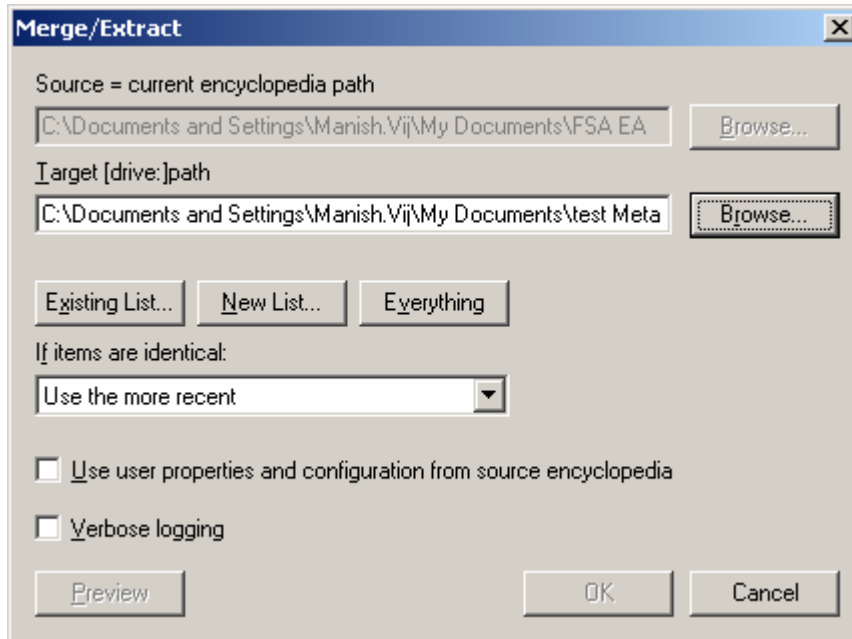 Merge/Extract
Source = current encyclopedia path
C:\Documents and Settings\Manish.Vij\My Documents\FSA EA Browse...
Target [drive:]path
C:\Documents and Settings\Manish.Vij\My Documents\test Meta Browse...
Existing List... New List... Everything
If items are identical:
Use the more recent
Use user properties and configuration from source encyclopedia
Verbose logging
Preview OK Cancel